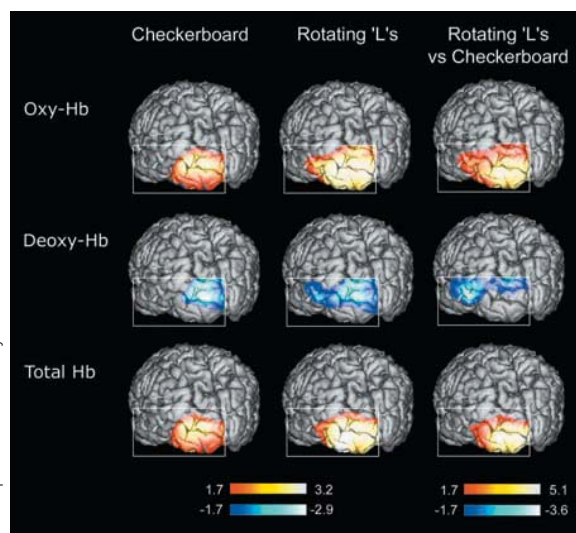 Checkerboard Rotating 'L's Rotating 'L's
vs Checkerboard
Oxy-Hb
Deoxy-Hb
Total Hb
1.7 3.2 1.7 5.1
-1.7 -2.9 -1.7 -3.6